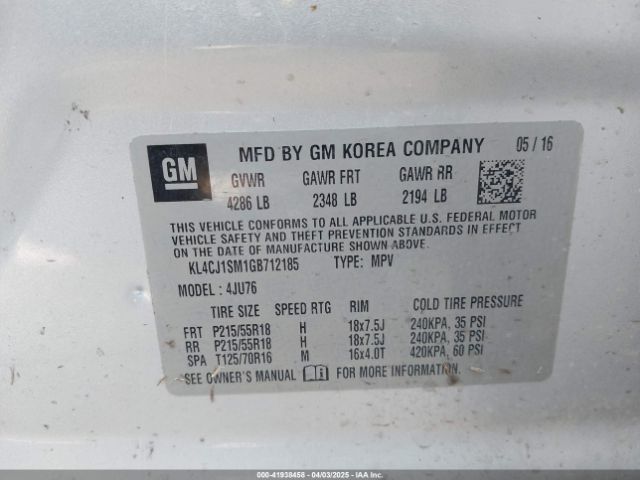 GM
MFD BY GM KOREA COMPANY 05 / 16
GVWR GAWR FRT GAWR RR
4286 LB 2348 LB 2194 LB
THIS VEHICLE CONFORMS TO ALL APPLICABLE U.S. FEDERAL MOTOR
VEHICLE SAFETY AND THEFT PREVENTION STANDARDS IN EFFECT ON
THE DATE OF MANUFACTURE SHOWN ABOVE.
KL4CJ1SM1GB712185 TYPE: MPV
MODEL : 4JU76
TIRE SIZE SPEED RTG RIM COLD TIRE PRESSURE
FRT P215/55R18 H 18x7.5J 240KPA, 35 PSI
RR P215/55R18 H 18x7.5J 240KPA, 35 PSI
SPA T125/70R16 M 16x4.0T 420KPA, 60 PSI
SEE OWNER'S MANUAL FOR MORE INFORMATION.
000-41938458 - 04/03/2025 - COPYRIGHT IAA, LLC